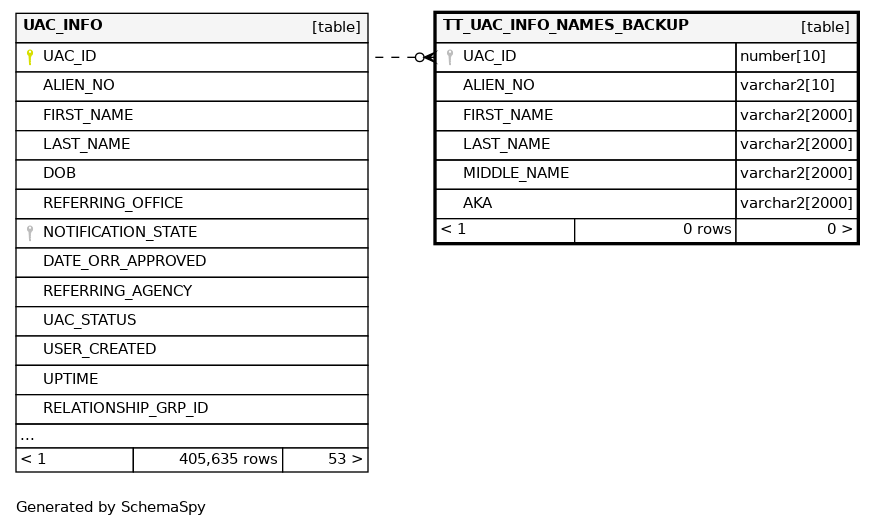 UAC_INFO [table]
UAC_ID
ALIEN_NO
FIRST_NAME
LAST_NAME
DOB
REFERRING_OFFICE
NOTIFICATION_STATE
DATE_ORR_APPROVED
REFERRING_AGENCY
UAC_STATUS
USER_CREATED
UPTIME
RELATIONSHIP_GRP_ID
...
< 1 405,635 rows 53 >
TT_UAC_INFO_NAMES_BACKUP [table]
UAC_ID number[10]
ALIEN_NO varchar2[10]
FIRST_NAME varchar2[2000]
LAST_NAME varchar2[2000]
MIDDLE_NAME varchar2[2000]
AKA varchar2[2000]
< 1 0 rows 0 >
Generated by SchemaSpy